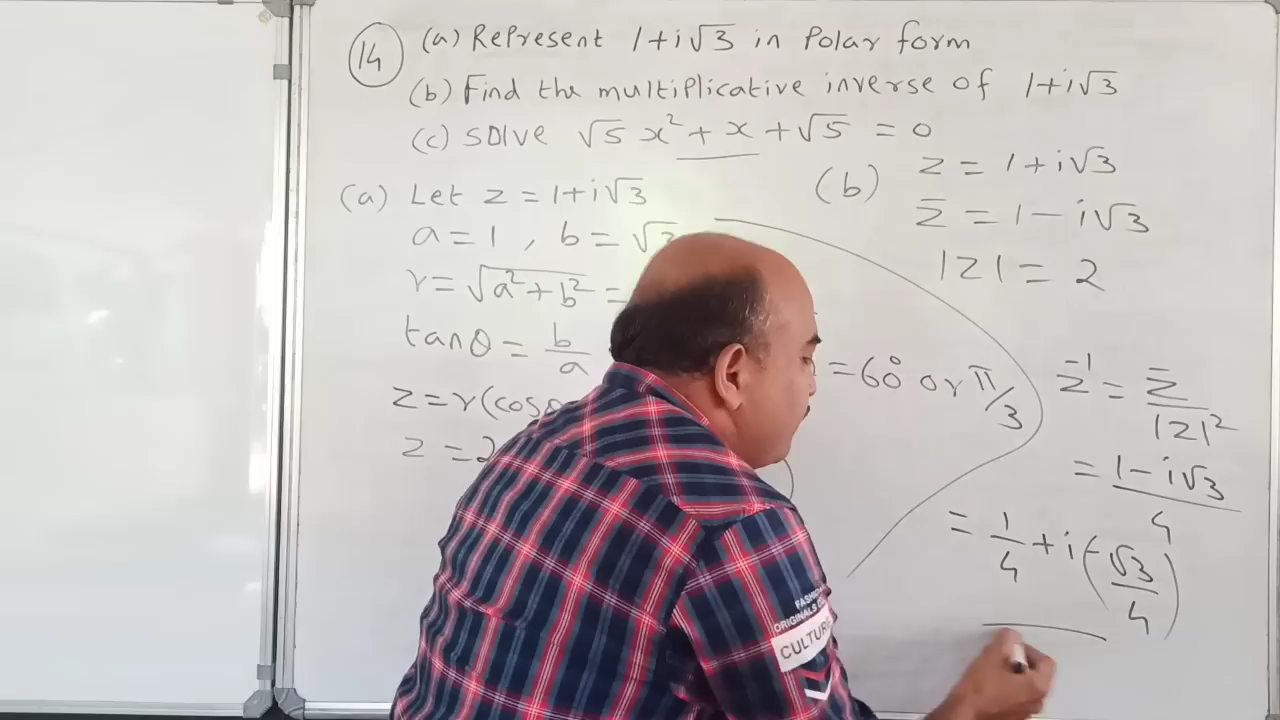 14 (a) Represent 1+i√3 in Polar form
(b) Find the multiplicative inverse of 1+i√3
(c) Solve √5 x² + x + √5 = 0
(a) Let z = 1+i√3
a = 1 , b = √3
r = √a²+b² =
tanθ = b/a
= 60° or π/3
z = r(cosθ
z = 2
(b) z = 1 + i√3
z̄ = 1 − i√3
|z| = 2
z⁻¹ = z̄/|z|²
= 1 − i√3/4
= 1/4 + i(−√3/4)
ORIGINALS
CULTURE